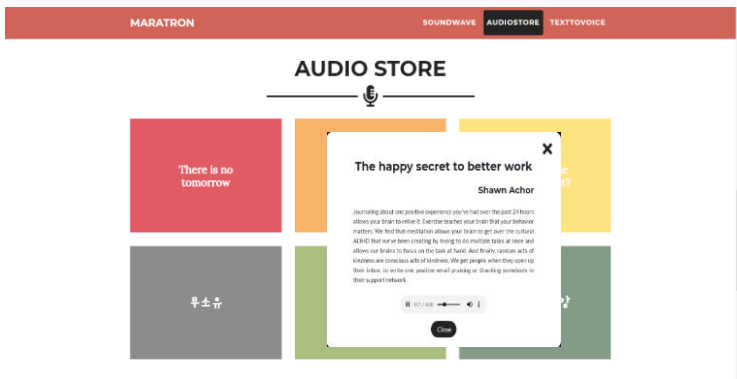 MARATRON
SOUNDWAVE AUDIOSTORE TEXTTOVOICE
AUDIO STORE
There is no
tomorrow
The happy secret to better work
Shawn Achor
Journaling about one positive experience you've had over the past 24 hours
allows your brain to relive it. Exercise teaches your brain that your behavior
matters. We find that meditation allows your brain to get over the cultural
ADHD that we've been creating by trying to do multiple tasks at once and
allows our brains to focus on the task at hand. And finally, random acts of
kindness are conscious acts of kindness. We get people, when they open up
their inbox, to write one positive email praising or thanking somebody in
their support network.
Close
우소유